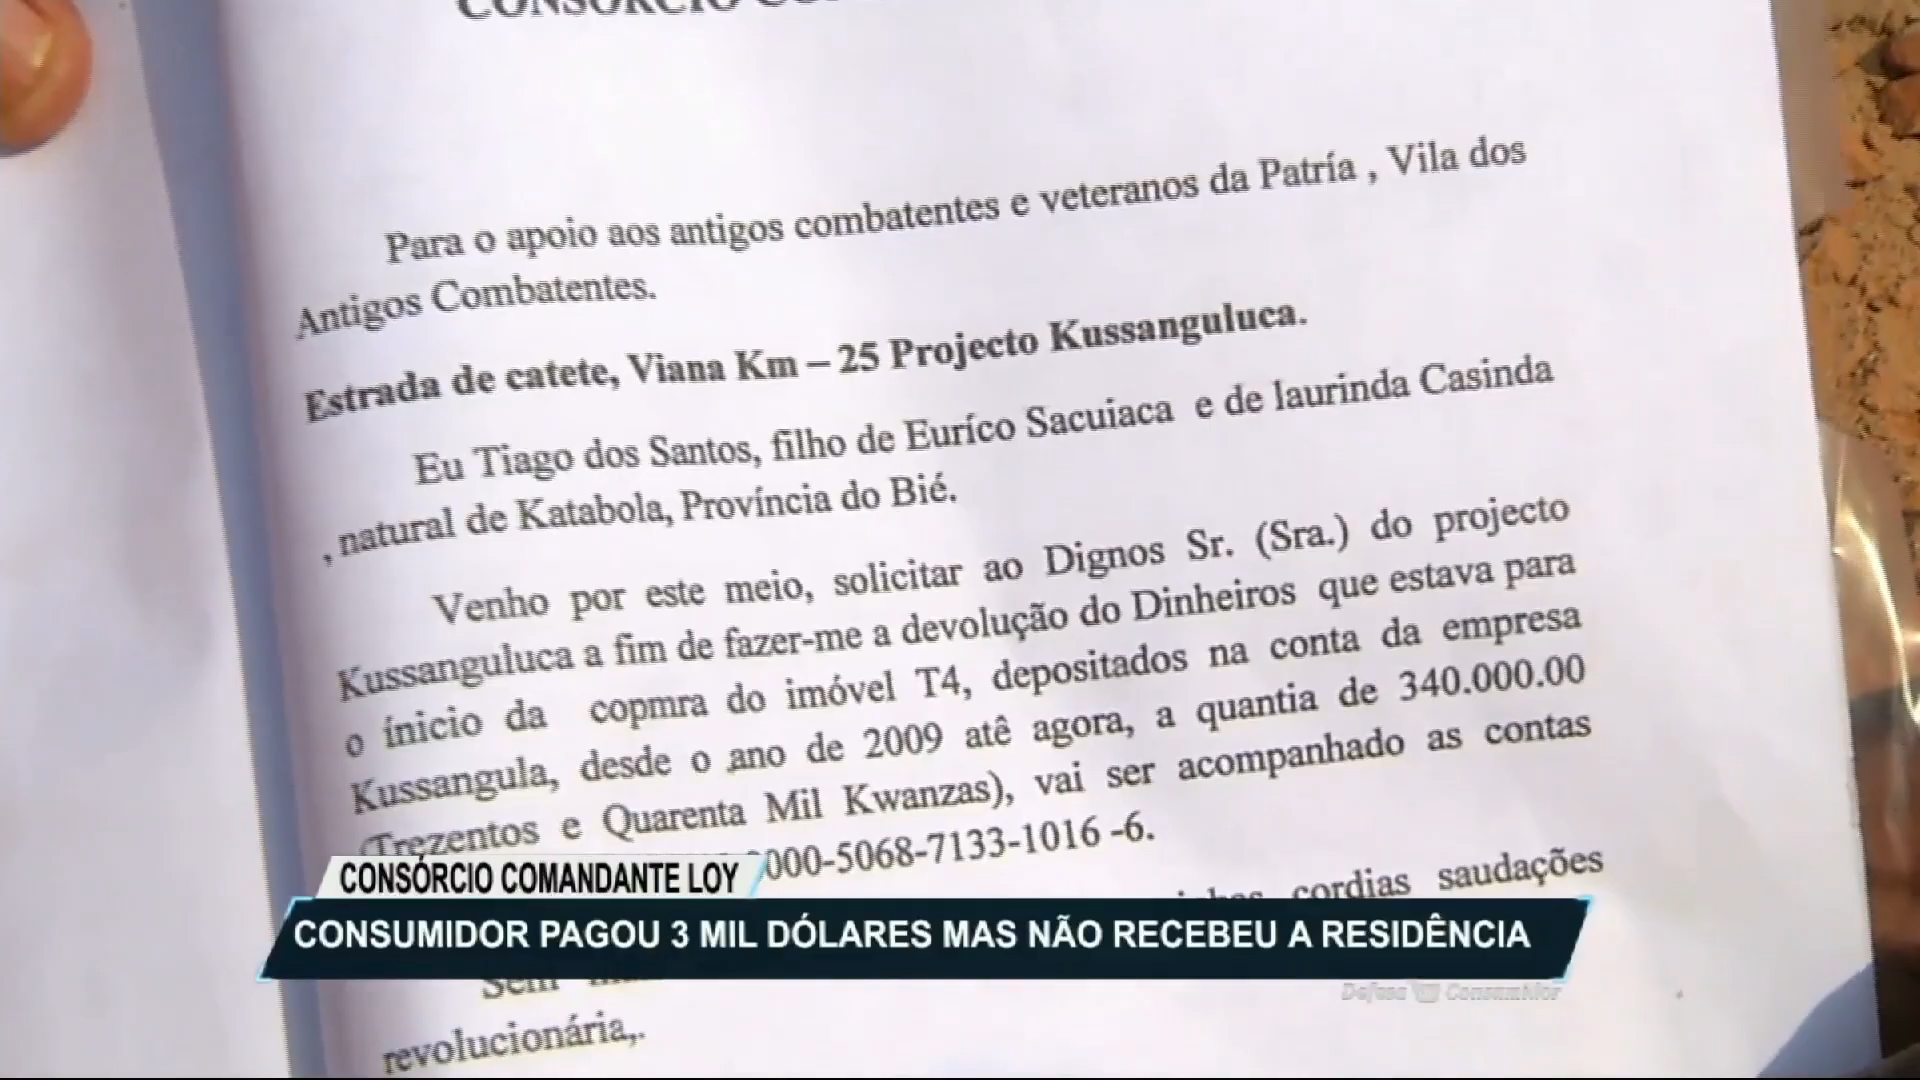 CONSÓRCIO
Para o apoio aos antigos combatentes e veteranos da Patría , Vila dos
Antigos Combatentes.
Estrada de catete, Viana Km – 25 Projecto Kussanguluca.
Eu Tiago dos Santos, filho de Euríco Sacuiaca e de laurinda Casinda
, natural de Katabola, Província do Bié.
Venho por este meio, solicitar ao Dignos Sr. (Sra.) do projecto
Kussanguluca a fim de fazer-me a devolução do Dinheiros que estava para
o ínicio da copmra do imóvel T4, depositados na conta da empresa
Kussangula, desde o ano de 2009 atê agora, a quantia de 340.000.00
(Trezentos e Quarenta Mil Kwanzas), vai ser acompanhado as contas
000-5068-7133-1016 -6.
cordias saudações
Sem
revolucionária,.
CONSÓRCIO COMANDANTE LOY
CONSUMIDOR PAGOU 3 MIL DÓLARES MAS NÃO RECEBEU A RESIDÊNCIA
Defesa Consumidor